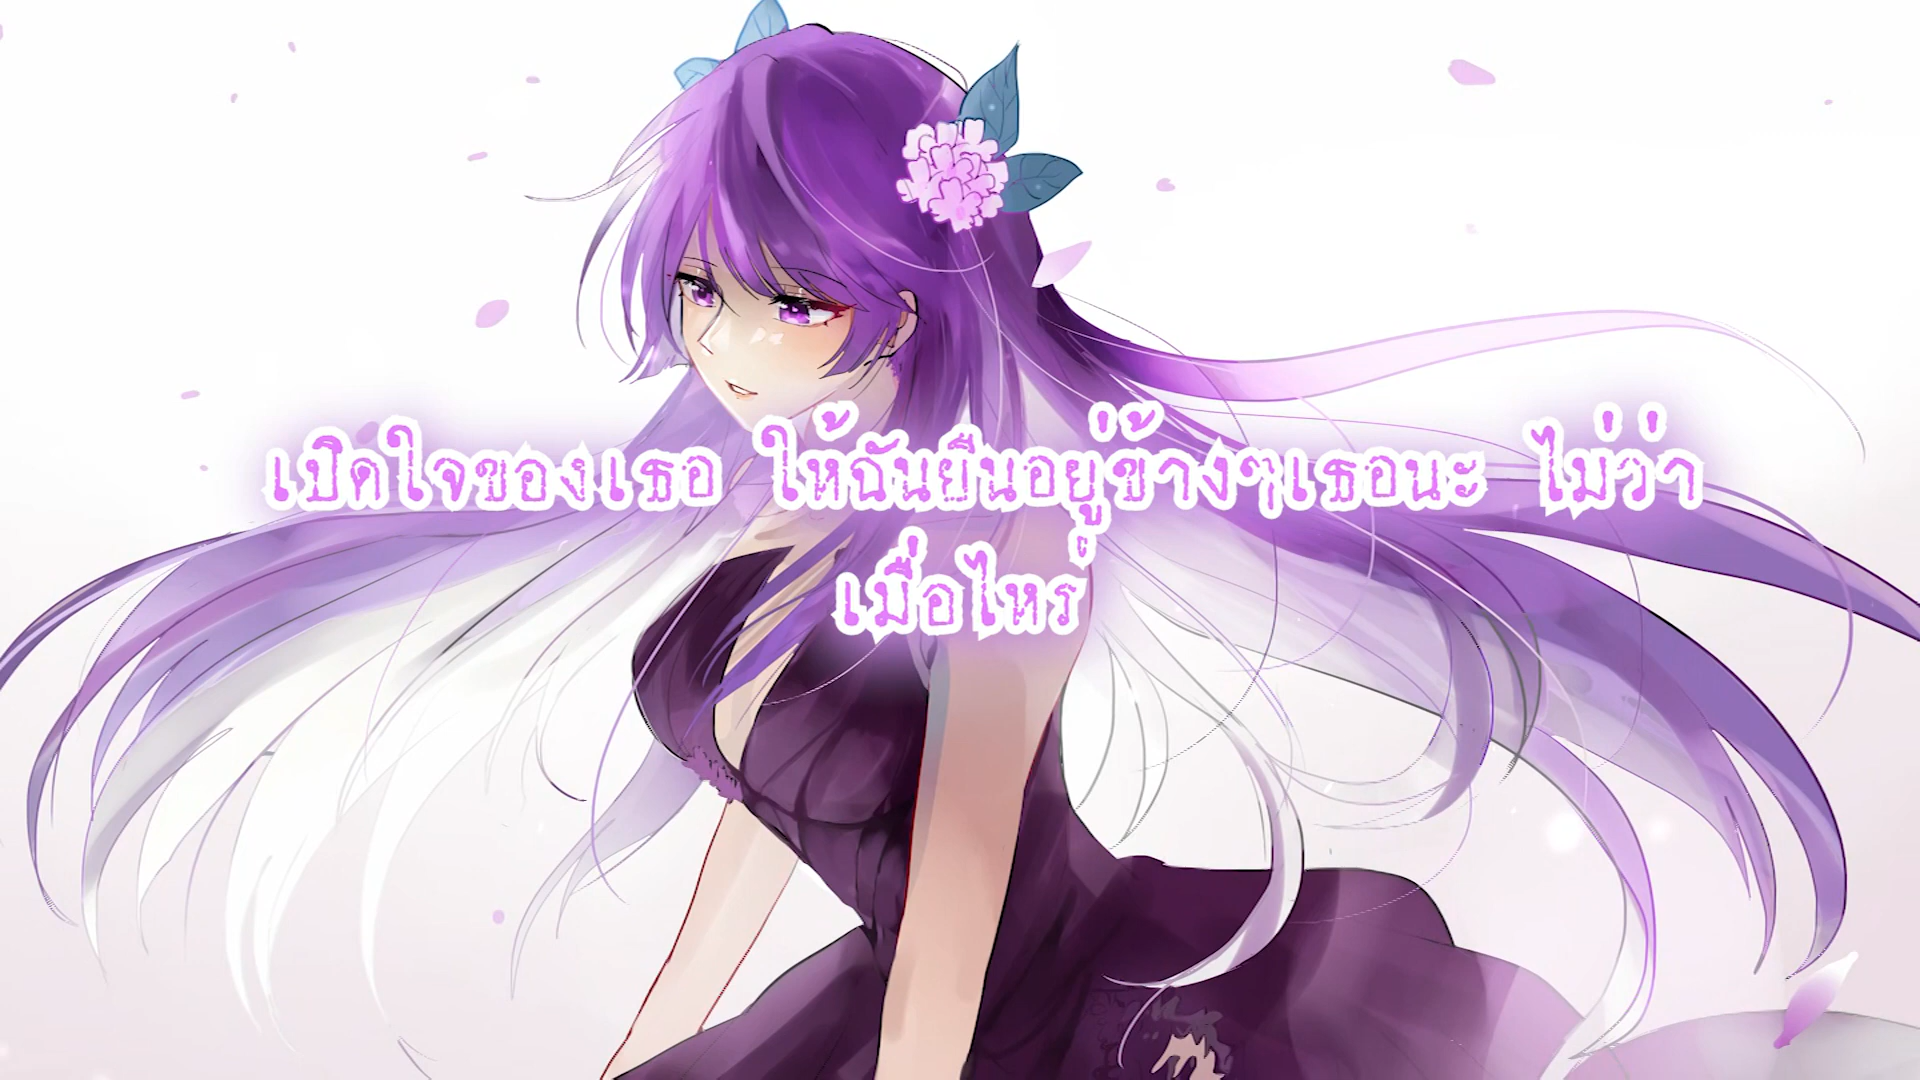 เปิดใจของเธอ ให้ฉันยืนอยู่ข้างๆเธอนะ ไม่ว่า
เมื่อไหร่